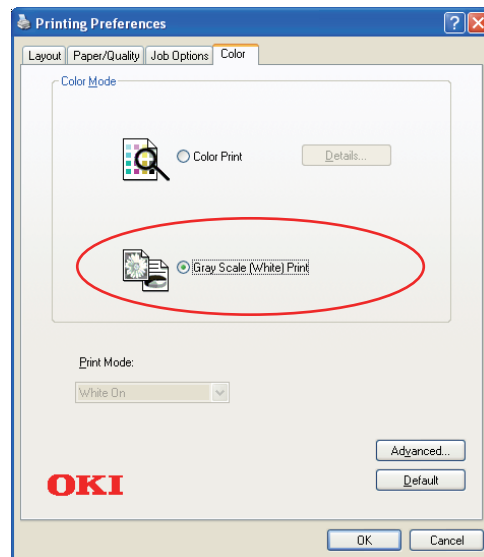 Printing Preferences
Layout Paper/Quality Job Options Color
Color Mode
Color Print Details...
Gray Scale (White) Print
Print Mode:
White On
Advanced...
OKI Default
OK Cancel